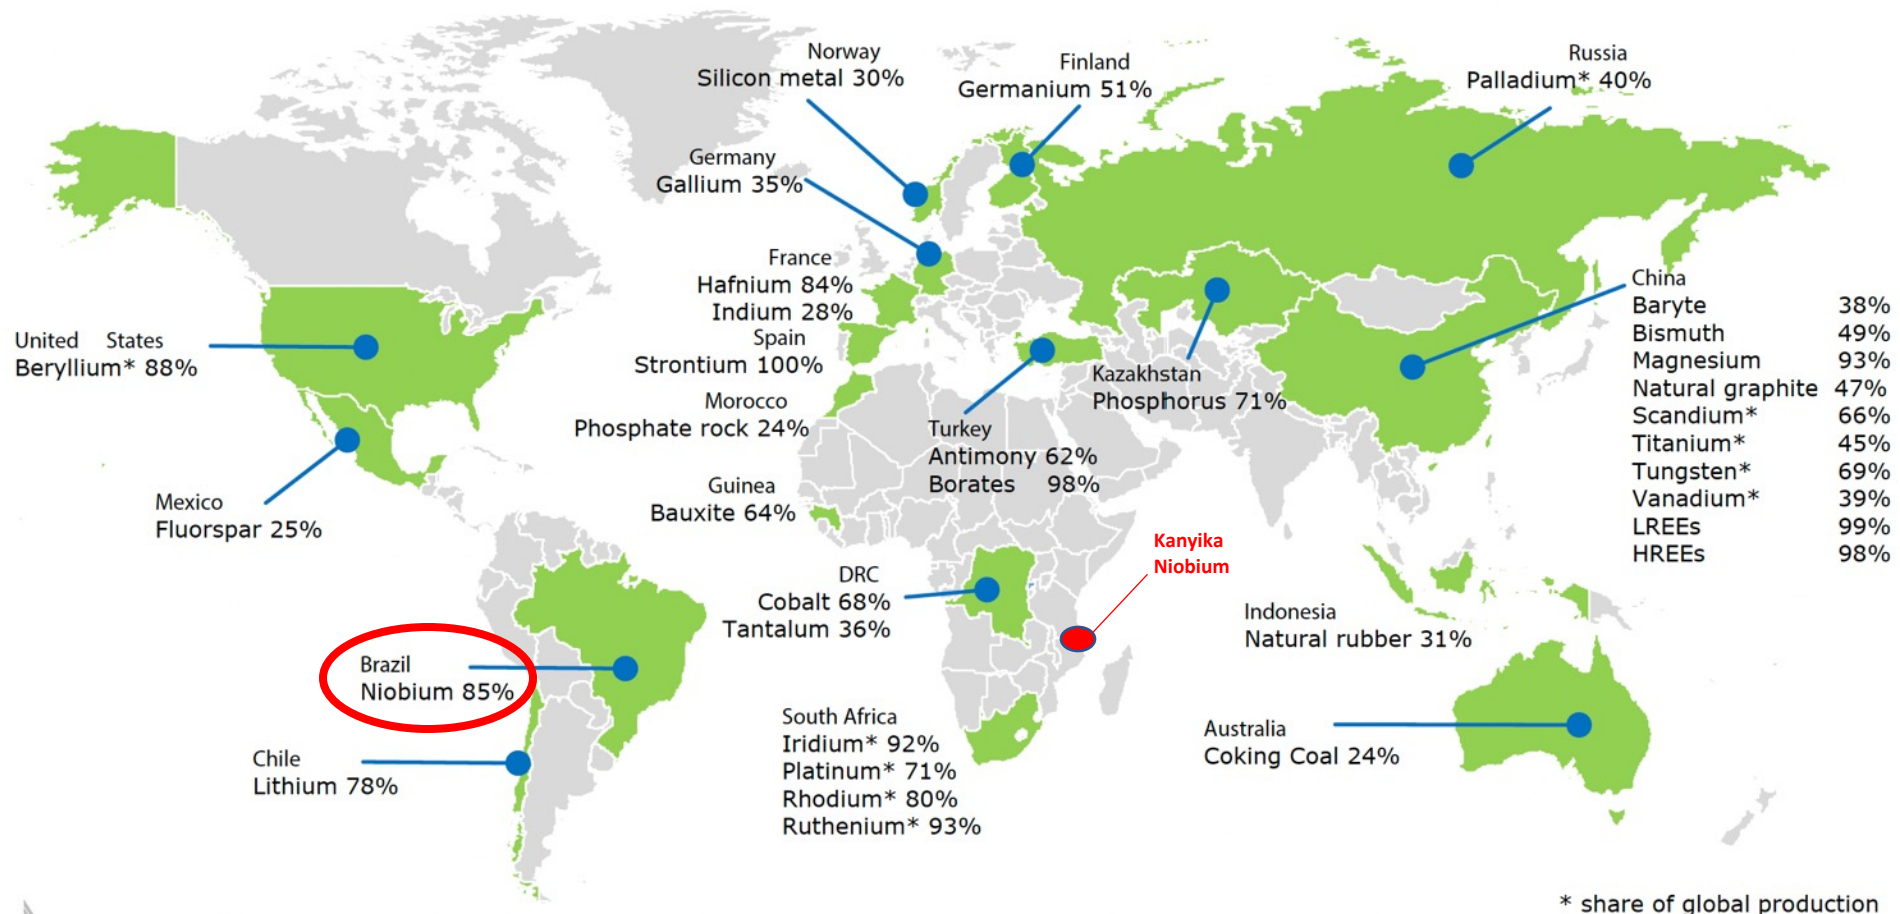 Norway
Silicon metal 30%
Finland
Germanium 51%
Russia
Palladium* 40%
Germany
Gallium 35%
France
Hafnium 84%
Indium 28%
Spain
Strontium 100%
Morocco
Phosphate rock 24%
United States
Beryllium* 88%
Mexico
Fluorspar 25%
Guinea
Bauxite 64%
Turkey
Antimony 62%
Borates 98%
Kazakhstan
Phosphorus 71%
China
Baryte 38%
Bismuth 49%
Magnesium 93%
Natural graphite 47%
Scandium* 66%
Titanium* 45%
Tungsten* 69%
Vanadium* 39%
LREEs 99%
HREEs 98%
Kanyika
Niobium
DRC
Cobalt 68%
Tantalum 36%
Indonesia
Natural rubber 31%
Brazil
Niobium 85%
Chile
Lithium 78%
South Africa
Iridium* 92%
Platinum* 71%
Rhodium* 80%
Ruthenium* 93%
Australia
Coking Coal 24%
* share of global production